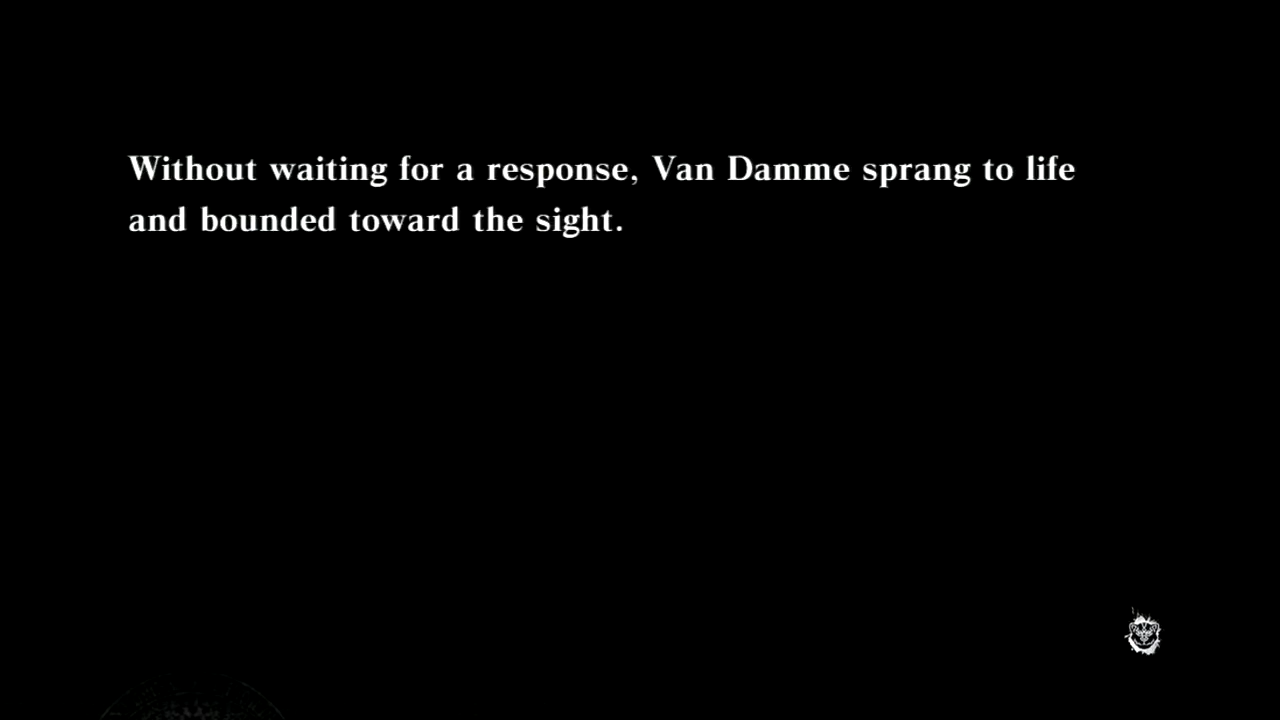 Without waiting for a response, Van Damme sprang to life
and bounded toward the sight.